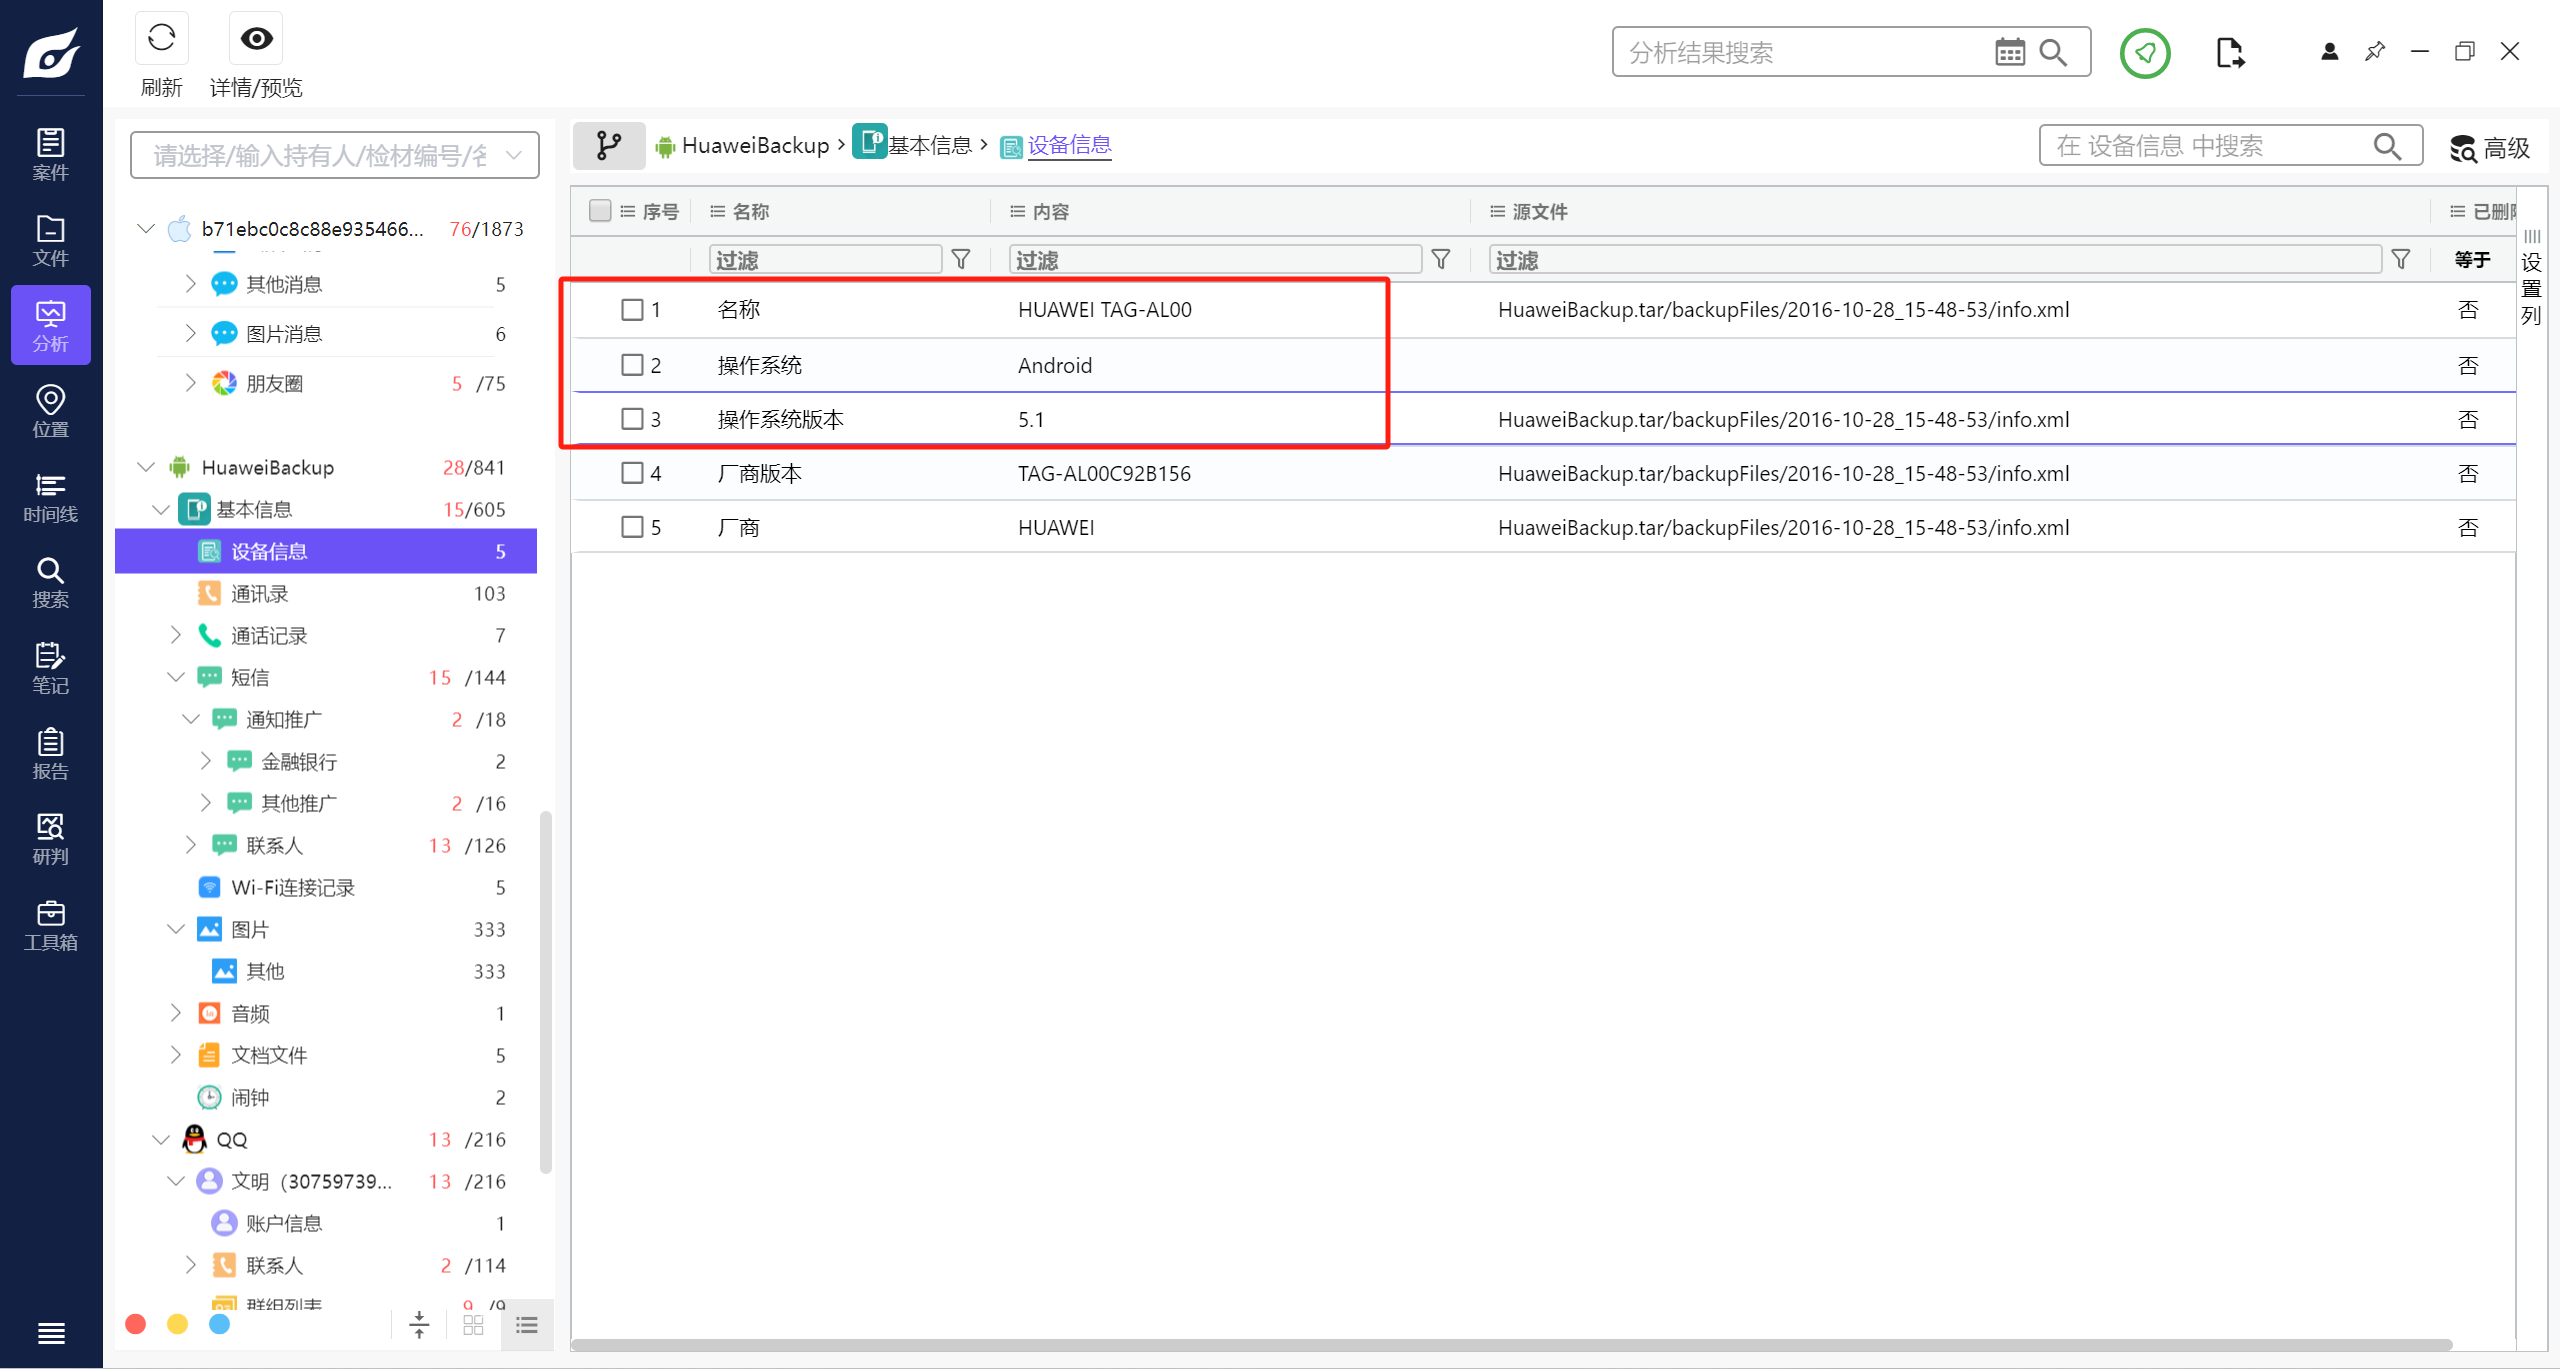 刷新
详情/预览
分析结果搜索
案件
文件
分析
位置
时间线
搜索
笔记
报告
研判
工具箱
请选择/输入持有人/检材编号/名
b71ebc0c8c88e935466... 76/1873
其他消息 5
图片消息 6
朋友圈 5 /75
HuaweiBackup 28/841
基本信息 15/605
设备信息 5
通讯录 103
通话记录 7
短信 15 /144
通知推广 2 /18
金融银行 2
其他推广 2 /16
联系人 13 /126
Wi-Fi连接记录 5
图片 333
其他 333
音频 1
文档文件 5
闹钟 2
QQ 13 /216
文明（30759739... 13 /216
账户信息 1
联系人 2 /114
群组列表 9 /9
HuaweiBackup › 基本信息 › 设备信息
在 设备信息 中搜索
高级
序号 名称 内容 源文件 已删除
过滤 过滤 过滤 等于
1 名称 HUAWEI TAG-AL00 HuaweiBackup.tar/backupFiles/2016-10-28_15-48-53/info.xml 否
2 操作系统 Android 否
3 操作系统版本 5.1 HuaweiBackup.tar/backupFiles/2016-10-28_15-48-53/info.xml 否
4 厂商版本 TAG-AL00C92B156 HuaweiBackup.tar/backupFiles/2016-10-28_15-48-53/info.xml 否
5 厂商 HUAWEI HuaweiBackup.tar/backupFiles/2016-10-28_15-48-53/info.xml 否
设置列